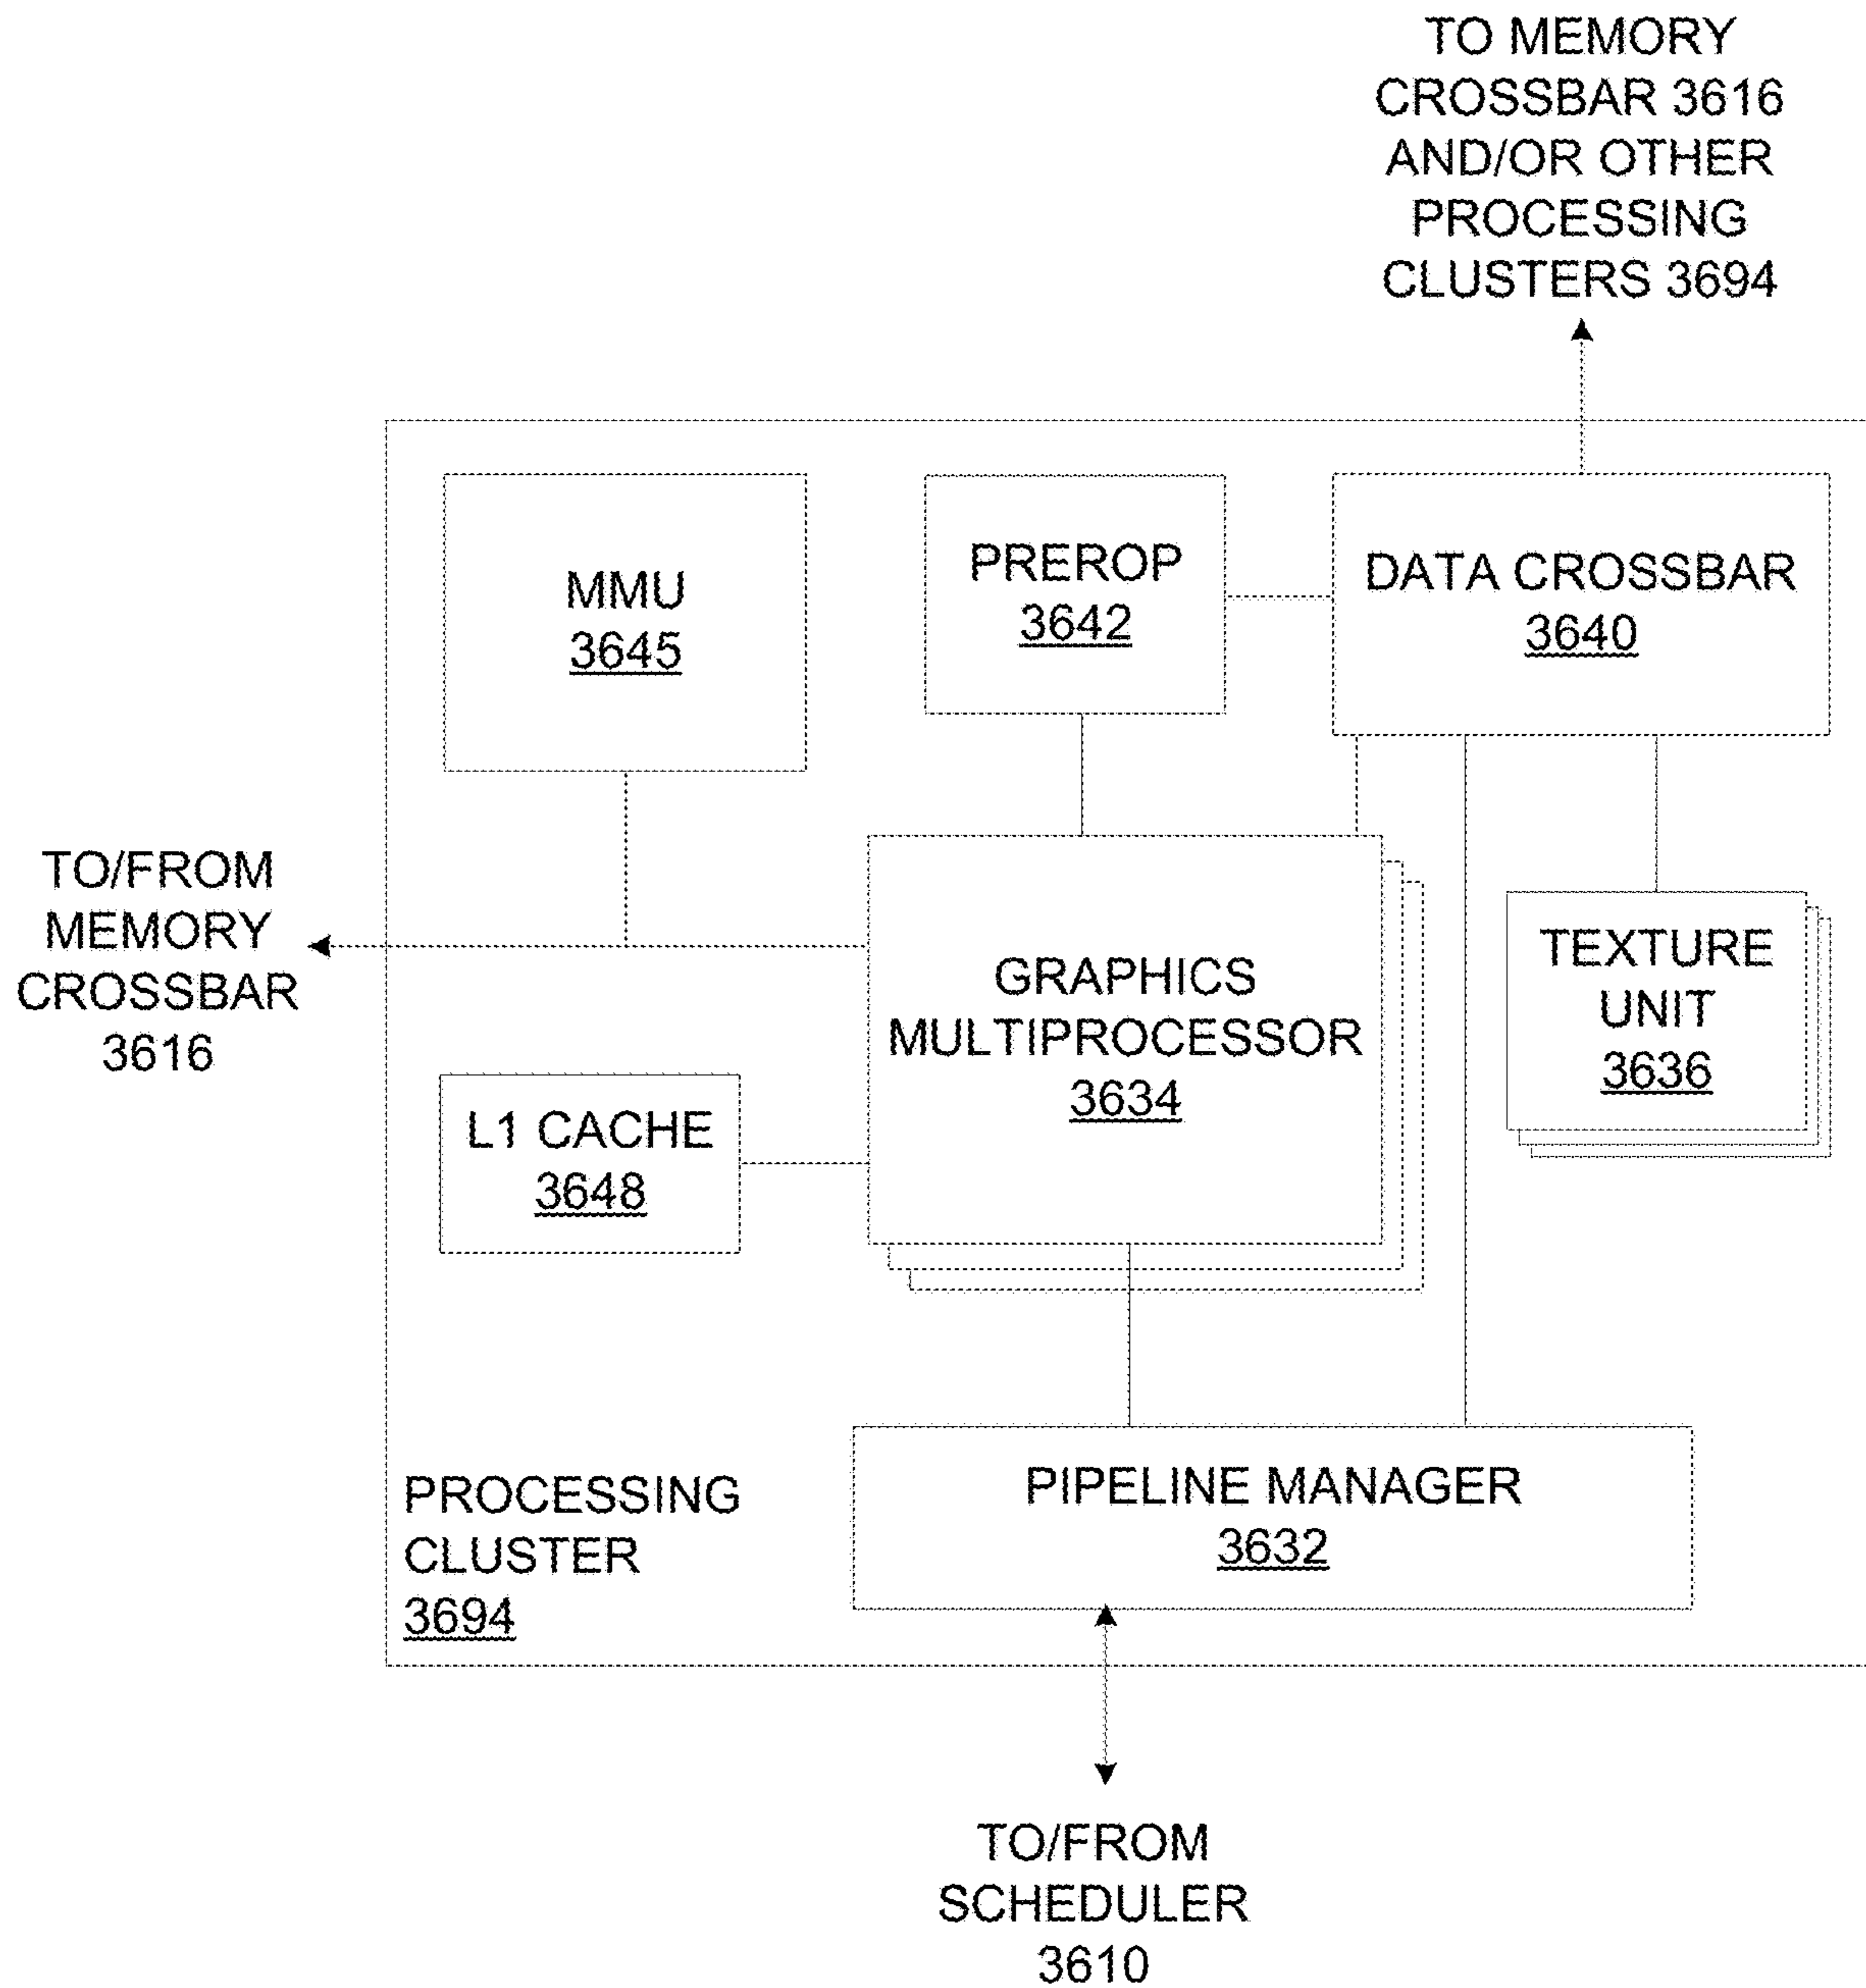 TO MEMORY
CROSSBAR 3616
AND/OR OTHER
PROCESSING
CLUSTERS 3694
MMU
3645
PREROP
3642
DATA CROSSBAR
3640
TO/FROM
MEMORY
CROSSBAR
3616
GRAPHICS
MULTIPROCESSOR
3634
TEXTURE
UNIT
3636
L1 CACHE
3648
PROCESSING
CLUSTER
3694
PIPELINE MANAGER
3632
TO/FROM
SCHEDULER
3610